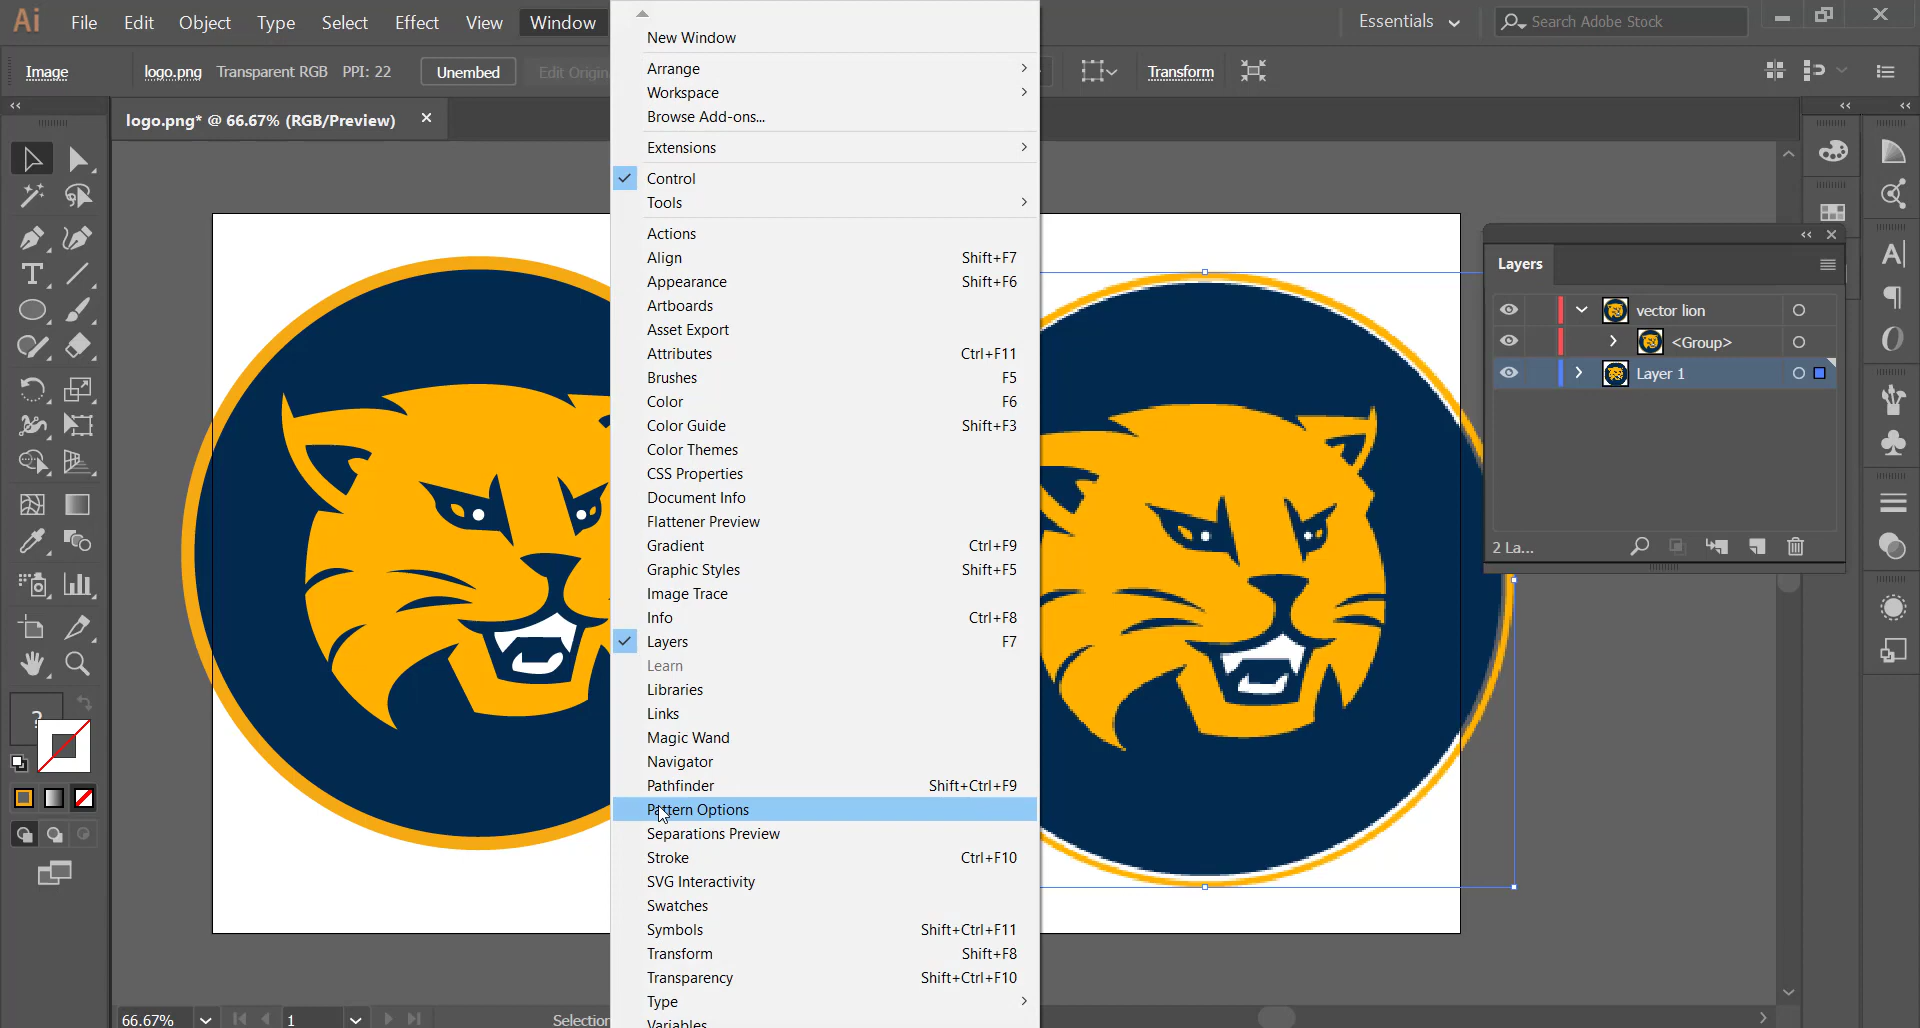 Ai File Edit Object Type Select Effect View Window Essentials Search Adobe Stock
Image logo.png Transparent RGB PPI: 22 Unembed Edit Origin Transform
logo.png* @ 66.67% (RGB/Preview)
New Window
Arrange
Workspace
Browse Add-ons...
Extensions
Control
Tools
Actions
Align Shift+F7
Appearance Shift+F6
Artboards
Asset Export
Attributes Ctrl+F11
Brushes F5
Color F6
Color Guide Shift+F3
Color Themes
CSS Properties
Document Info
Flattener Preview
Gradient Ctrl+F9
Graphic Styles Shift+F5
Image Trace
Info Ctrl+F8
Layers F7
Learn
Libraries
Links
Magic Wand
Navigator
Pathfinder Shift+Ctrl+F9
Pattern Options
Separations Preview
Stroke Ctrl+F10
SVG Interactivity
Swatches
Symbols Shift+Ctrl+F11
Transform Shift+F8
Transparency Shift+Ctrl+F10
Type
Variables
Layers
vector lion
<Group>
Layer 1
2 La...
?
66.67% 1 Selection